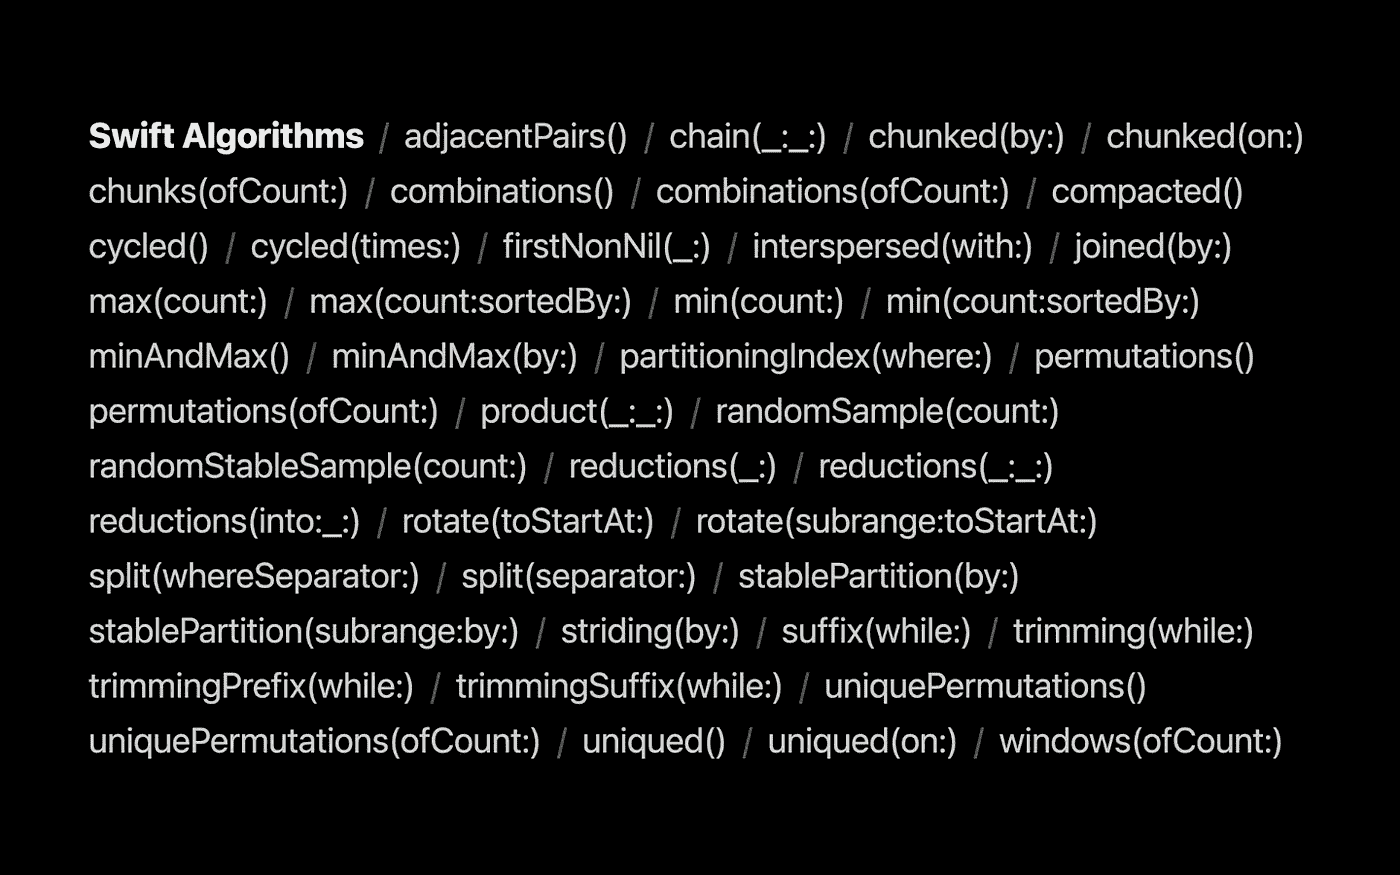 Swift Algorithms / adjacentPairs() / chain(_:_:) / chunked(by:) / chunked(on:)
chunks(ofCount:) / combinations() / combinations(ofCount:) / compacted()
cycled() / cycled(times:) / firstNonNil(_:) / interspersed(with:) / joined(by:)
max(count:) / max(count:sortedBy:) / min(count:) / min(count:sortedBy:)
minAndMax() / minAndMax(by:) / partitioningIndex(where:) / permutations()
permutations(ofCount:) / product(_:_:) / randomSample(count:)
randomStableSample(count:) / reductions(_:) / reductions(_:_:)
reductions(into:_:) / rotate(toStartAt:) / rotate(subrange:toStartAt:)
split(whereSeparator:) / split(separator:) / stablePartition(by:)
stablePartition(subrange:by:) / striding(by:) / suffix(while:) / trimming(while:)
trimmingPrefix(while:) / trimmingSuffix(while:) / uniquePermutations()
uniquePermutations(ofCount:) / uniqued() / uniqued(on:) / windows(ofCount:)